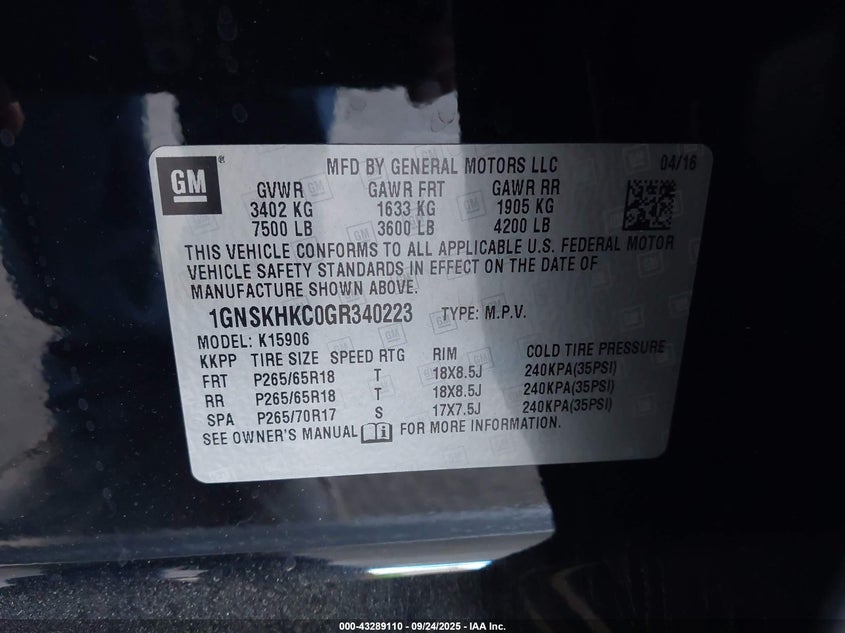 GM®
MFD BY GENERAL MOTORS LLC 04/16
GVWR GAWR FRT GAWR RR
3402 KG 1633 KG 1905 KG
7500 LB 3600 LB 4200 LB
THIS VEHICLE CONFORMS TO ALL APPLICABLE U.S. FEDERAL MOTOR
VEHICLE SAFETY STANDARDS IN EFFECT ON THE DATE OF
MANUFACTURE SHOWN ABOVE.
1GNSKHKC0GR340223 TYPE: M.P.V.
MODEL: K15906
KKPP TIRE SIZE SPEED RTG RIM COLD TIRE PRESSURE
FRT P265/65R18 T 18X8.5J 240KPA(35PSI)
RR P265/65R18 T 18X8.5J 240KPA(35PSI)
SPA P265/70R17 S 17X7.5J 240KPA(35PSI)
SEE OWNER'S MANUAL FOR MORE INFORMATION.
000-43289110 - 09/24/2025 - IAA Inc.